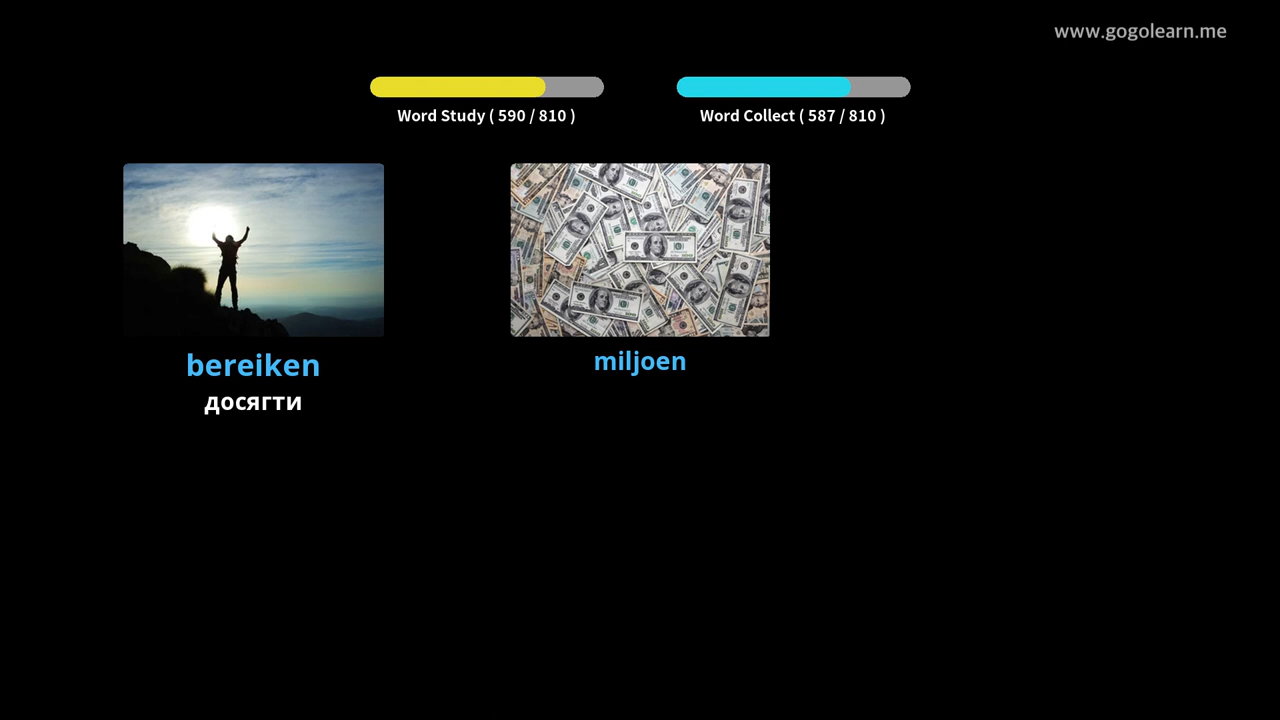 www.gogolearn.me
Word Study ( 590 / 810 )
Word Collect ( 587 / 810 )
bereiken
досягти
miljoen